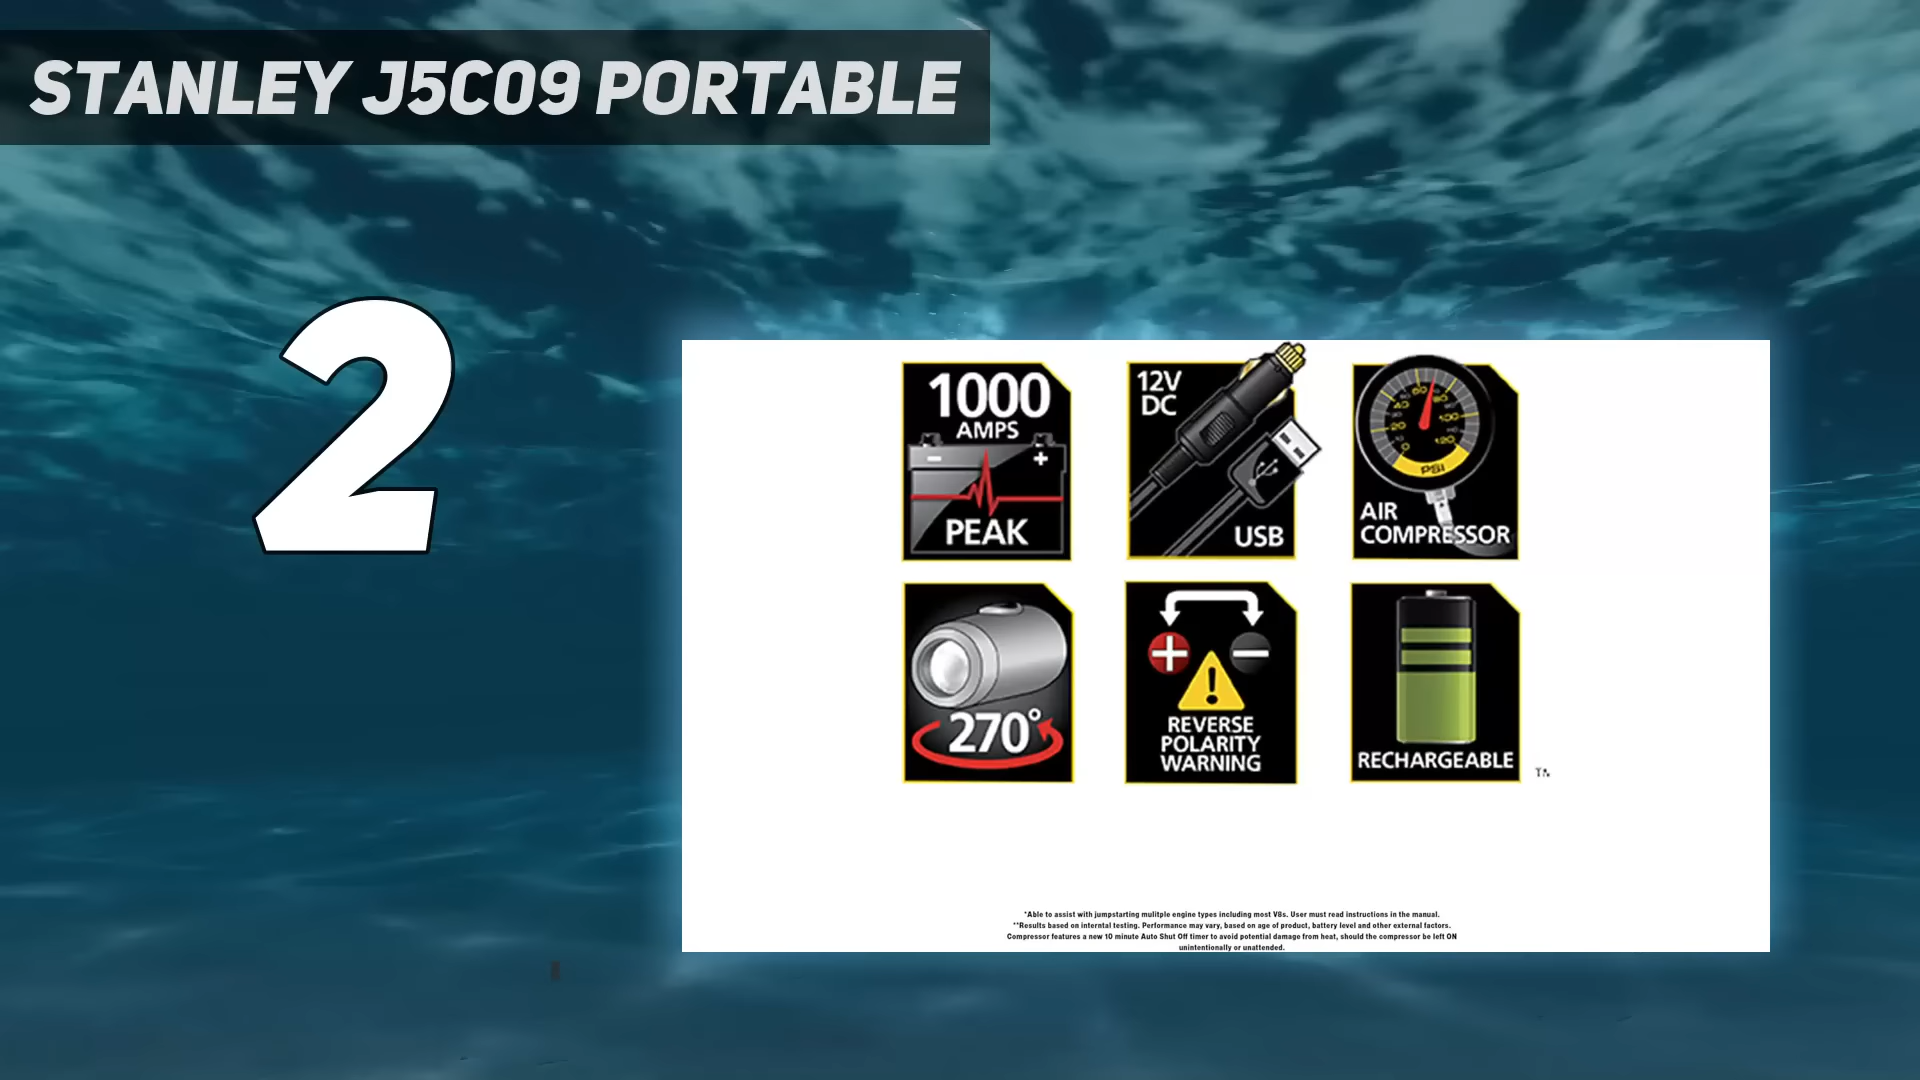 STANLEY J5C09 PORTABLE
2
1000
AMPS
PEAK
12V
DC
USB
PSI
AIR
COMPRESSOR
270°
REVERSE
POLARITY
WARNING
RECHARGEABLE
*Able to assist with jumpstarting mulitple engine types including most V8s. User must read instructions in the manual.
**Results based on interntal testing. Performance may vary, based on age of product, battery level and other external factors.
Compressor features a new 10 minute Auto Shut Off timer to avoid potential damage from heat, should the compressor be left ON
unintentionally or unattended.